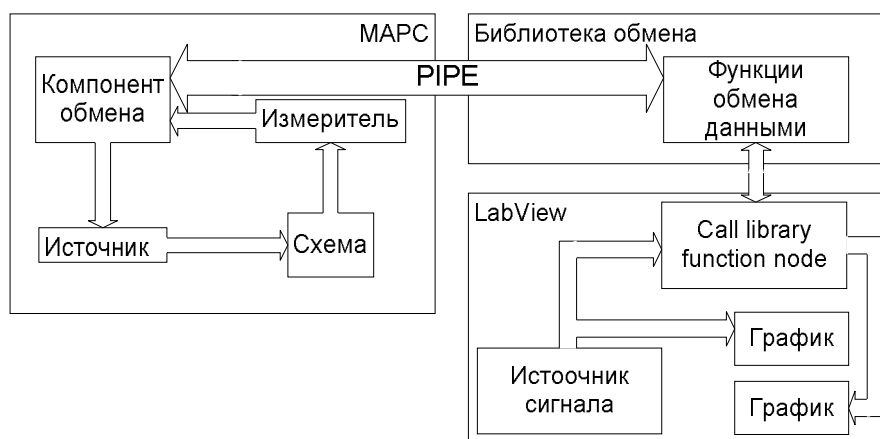 МАРС
Библиотека обмена
PIPE
Компонент
обмена
Функции
обмена
данными
Измеритель
Источник
Схема
LabView
Call library
function node
График
Истоочник
сигнала
График